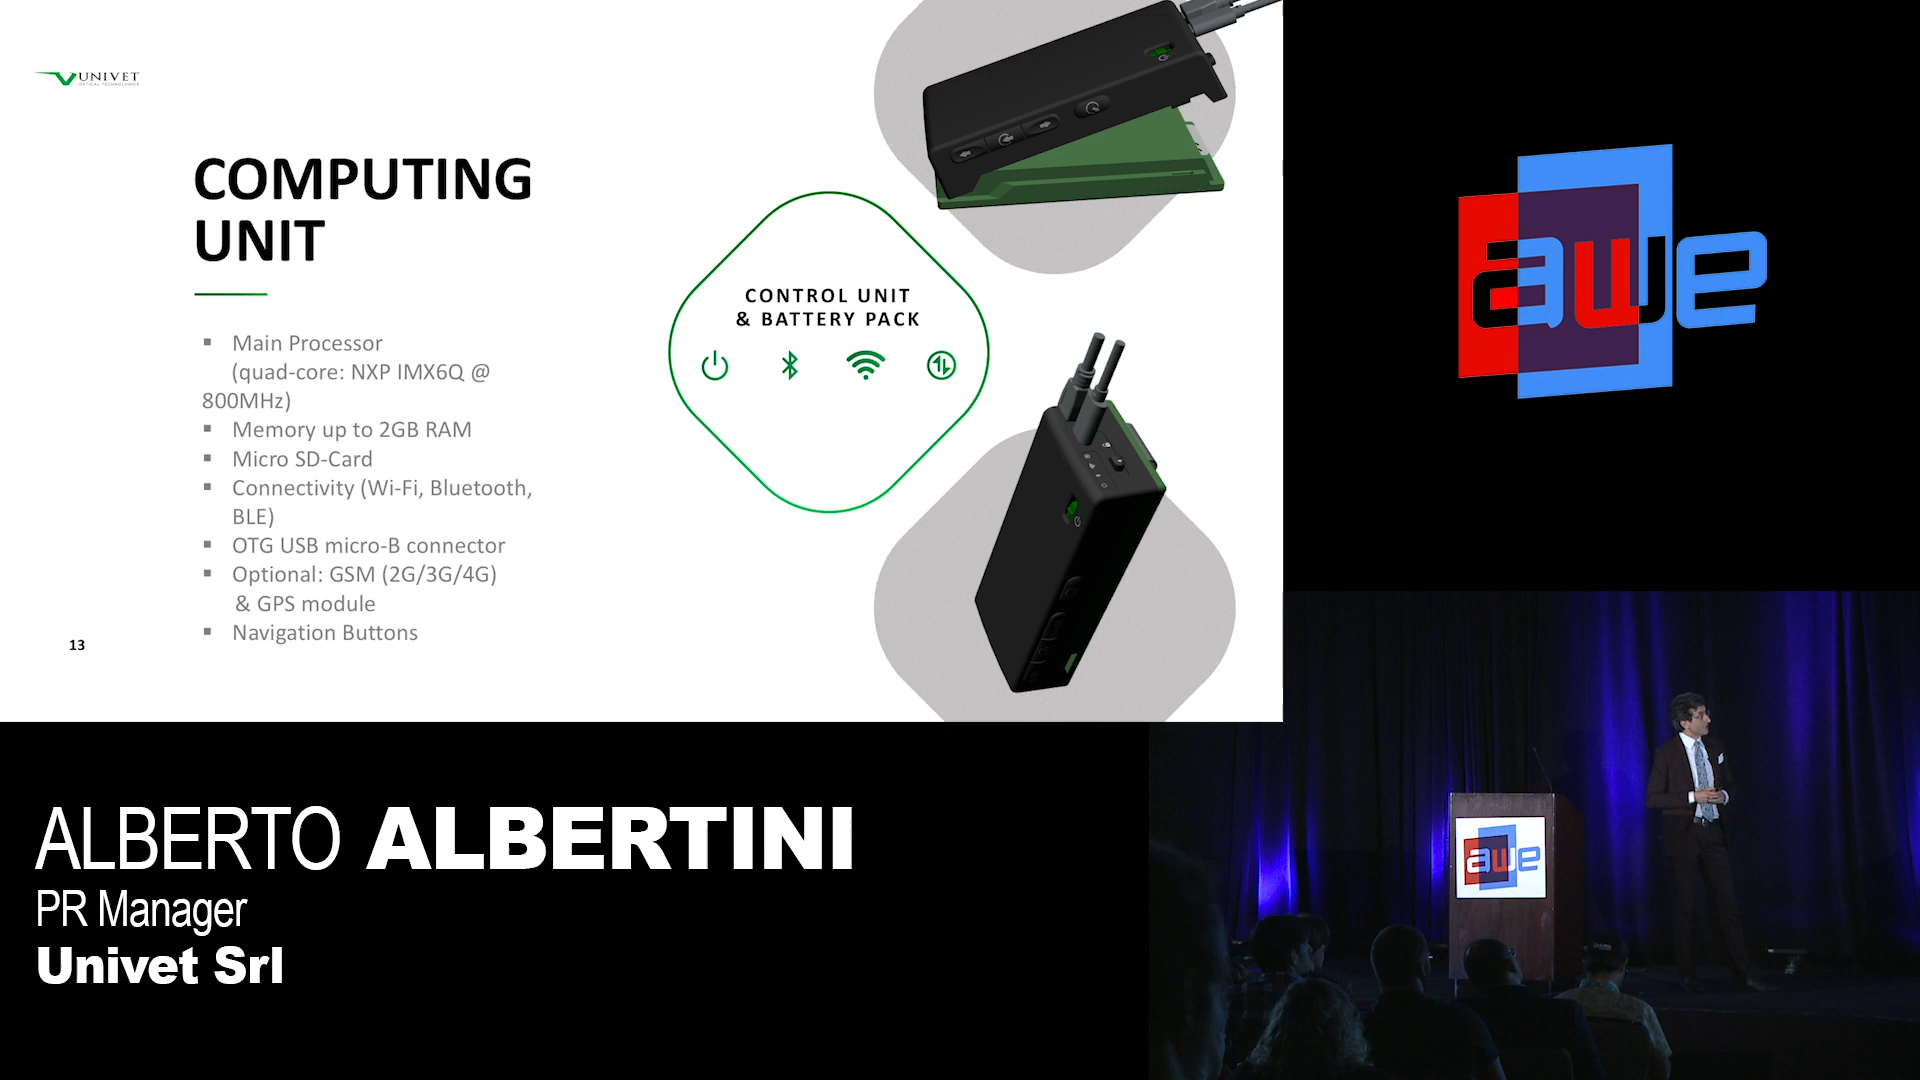 UNIVET
OPTICAL TECHNOLOGIES
COMPUTING
UNIT
▪ Main Processor
(quad-core: NXP IMX6Q @
800MHz)
▪ Memory up to 2GB RAM
▪ Micro SD-Card
▪ Connectivity (Wi-Fi, Bluetooth,
BLE)
▪ OTG USB micro-B connector
▪ Optional: GSM (2G/3G/4G)
& GPS module
▪ Navigation Buttons
13
CONTROL UNIT
& BATTERY PACK
awe
awe
ALBERTO ALBERTINI
PR Manager
Univet Srl